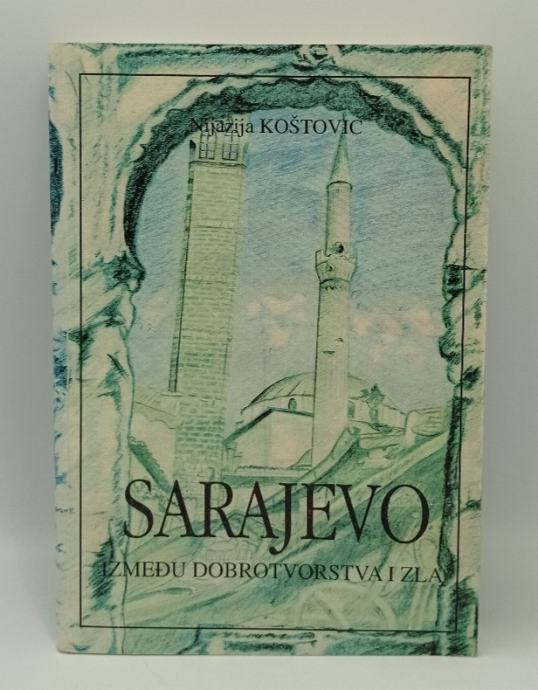 Nijazija KOŠTOVIĆ
SARAJEVO
IZMEĐU DOBROTVORSTVA I ZLA